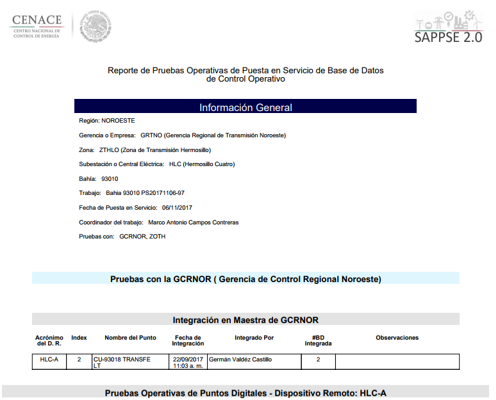 CENACE
CENTRO NACIONAL DE
CONTROL DE ENERGÍA
SAPPSE 2.0
Reporte de Pruebas Operativas de Puesta en Servicio de Base de Datos
de Control Operativo
Información General
Región: NOROESTE
Gerencia o Empresa: GRTNO (Gerencia Regional de Transmisión Noroeste)
Zona: ZTHLO (Zona de Transmisión Hermosillo)
Subestación o Central Eléctrica: HLC (Hermosillo Cuatro)
Bahía: 93010
Trabajo: Bahia 93010 PS20171106-97
Fecha de Puesta en Servicio: 06/11/2017
Coordinador del trabajo: Marco Antonio Campos Contreras
Pruebas con: GCRNOR, ZOTH
Pruebas con la GCRNOR ( Gerencia de Control Regional Noroeste)
Integración en Maestra de GCRNOR
Acrónimo del D. R. Index Nombre del Punto Fecha de Integración Integrado Por #BD Integrada Observaciones
HLC-A 2 CU-93018 TRANSFE LT 22/09/2017 11:03 a. m. Germán Valdéz Castillo 2
Pruebas Operativas de Puntos Digitales - Dispositivo Remoto: HLC-A